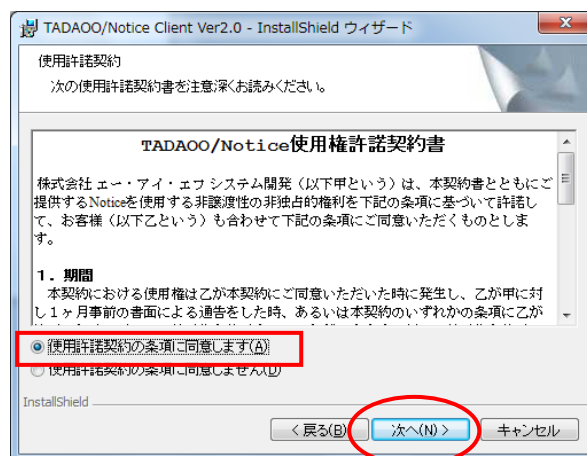 TADAOO/Notice Client Ver2.0 - InstallShield ウィザード
使用許諾契約
次の使用許諾契約書を注意深くお読みください。
TADAOO/Notice使用権許諾契約書
株式会社 エー・アイ・エフ システム開発（以下甲という）は、本契約書とともにご
提供するNoticeを使用する非譲渡性の非独占的権利を下記の条項に基づいて許諾し
て、お客様（以下乙という）も合わせて下記の条項にご同意いただくものとしま
す。
１．期間
本契約における使用権は乙が本契約にご同意いただいた時に発生し、乙が甲に対
し１ヶ月事前の書面による通告をした時、あるいは本契約のいずれかの条項に乙が
使用許諾契約の条項に同意します(A)
使用許諾契約の条項に同意しません(D)
InstallShield
< 戻る(B)
次へ(N) >
キャンセル